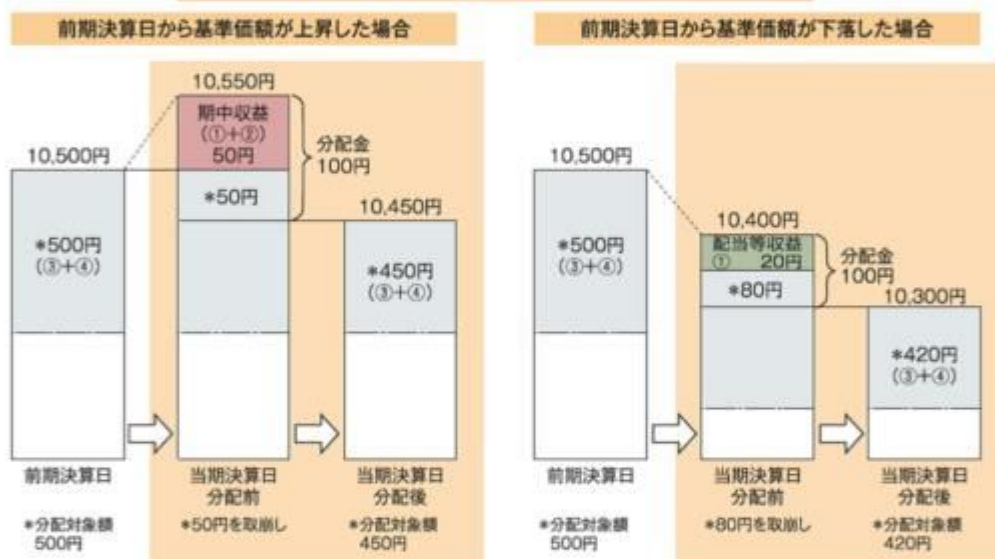 前期決算日から基準価額が上昇した場合
10,550円
期中収益
(①+②)
50円
分配金
100円
10,500円
*50円
10,450円
*500円
(③+④)
*450円
(③+④)
前期決算日
当期決算日
分配前
当期決算日
分配後
*分配対象額
500円
*50円を取崩し
*分配対象額
450円
前期決算日から基準価額が下落した場合
10,500円
10,400円
配当等収益
① 20円
分配金
100円
*500円
(③+④)
*80円
10,300円
*420円
(③+④)
前期決算日
当期決算日
分配前
当期決算日
分配後
*分配対象額
500円
*80円を取崩し
*分配対象額
420円